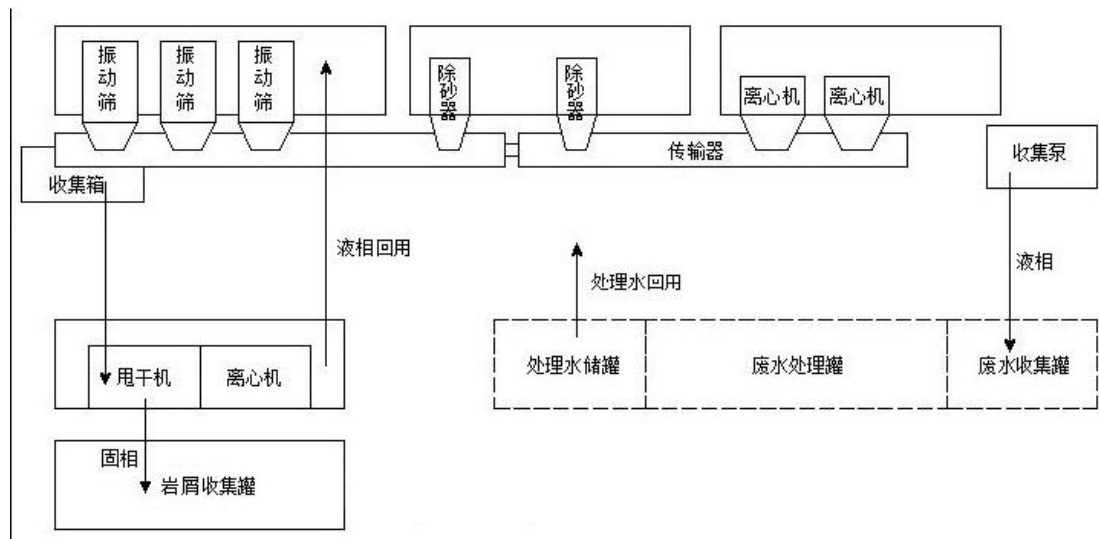 振动筛
振动筛
振动筛
除砂器
除砂器
离心机
离心机
传输器
收集泵
收集箱
液相回用
处理水回用
液相
甩干机
离心机
处理水储罐
废水处理罐
废水收集罐
固相
岩屑收集罐